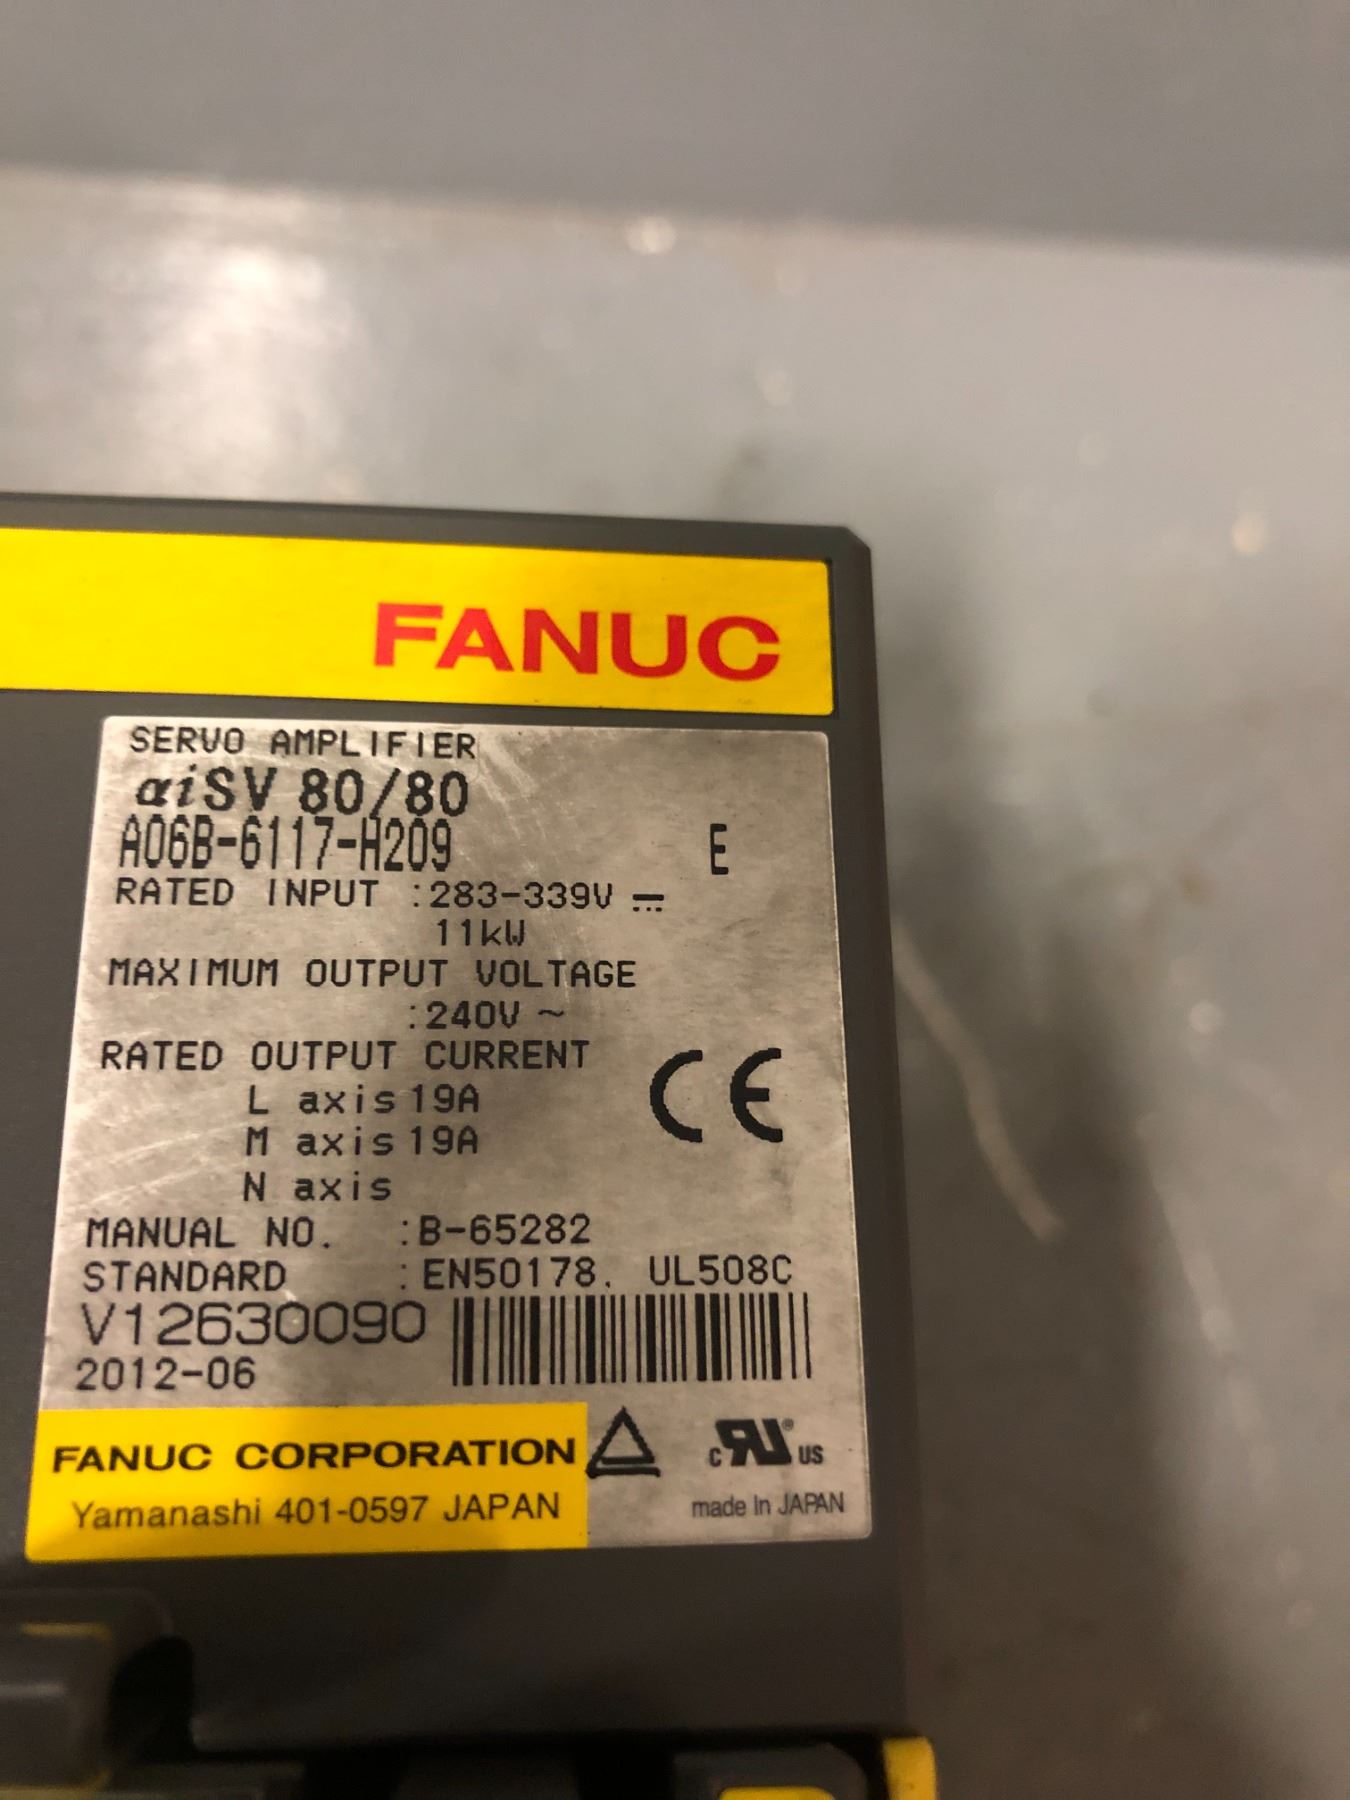 FANUC
SERVO AMPLIFIER
αiSV 80/80
A06B-6117-H209 E
RATED INPUT :283-339V ⎓
11kW
MAXIMUM OUTPUT VOLTAGE
:240V ~
RATED OUTPUT CURRENT
L axis 19A
M axis 19A
N axis
CE
MANUAL NO. :B-65282
STANDARD :EN50178. UL508C
V12630090
2012-06
FANUC CORPORATION
Yamanashi 401-0597 JAPAN
c RU ® US
made In JAPAN